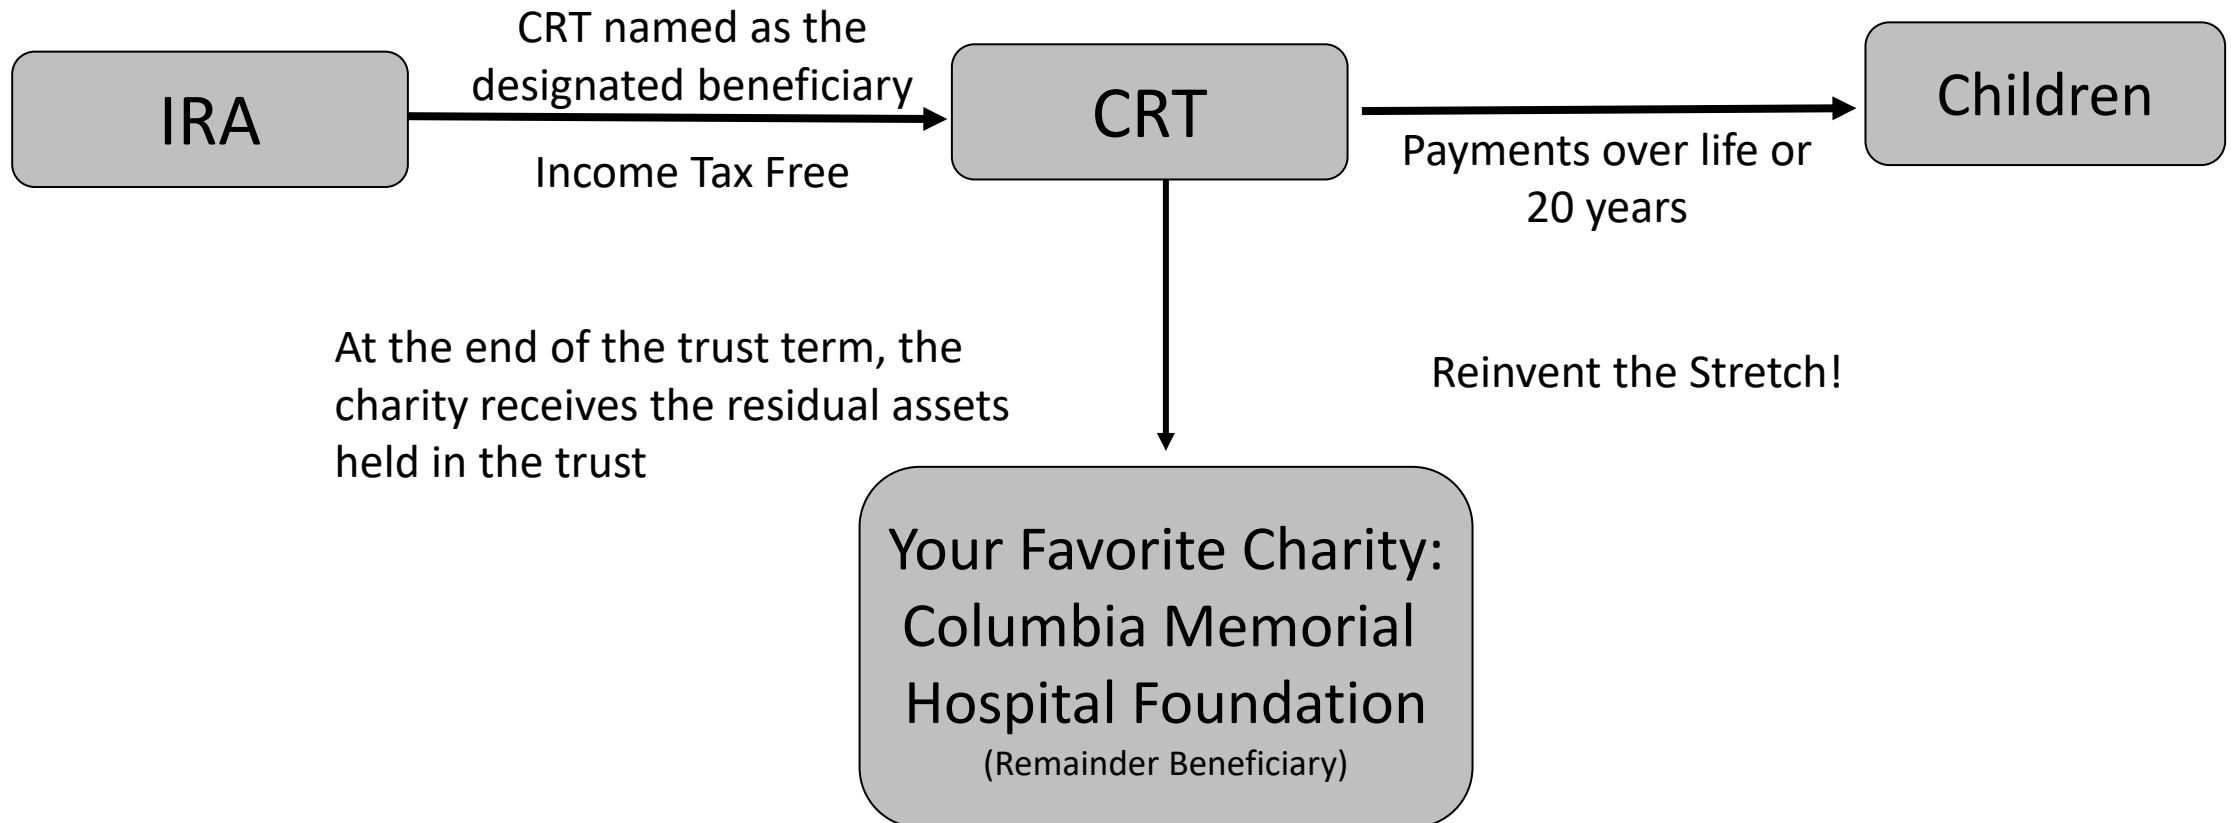 CRT named as the
designated beneficiary
IRA
Income Tax Free
CRT
Children
Payments over life or
20 years
At the end of the trust term, the
charity receives the residual assets
held in the trust
Reinvent the Stretch!
Your Favorite Charity:
Columbia Memorial
Hospital Foundation
(Remainder Beneficiary)